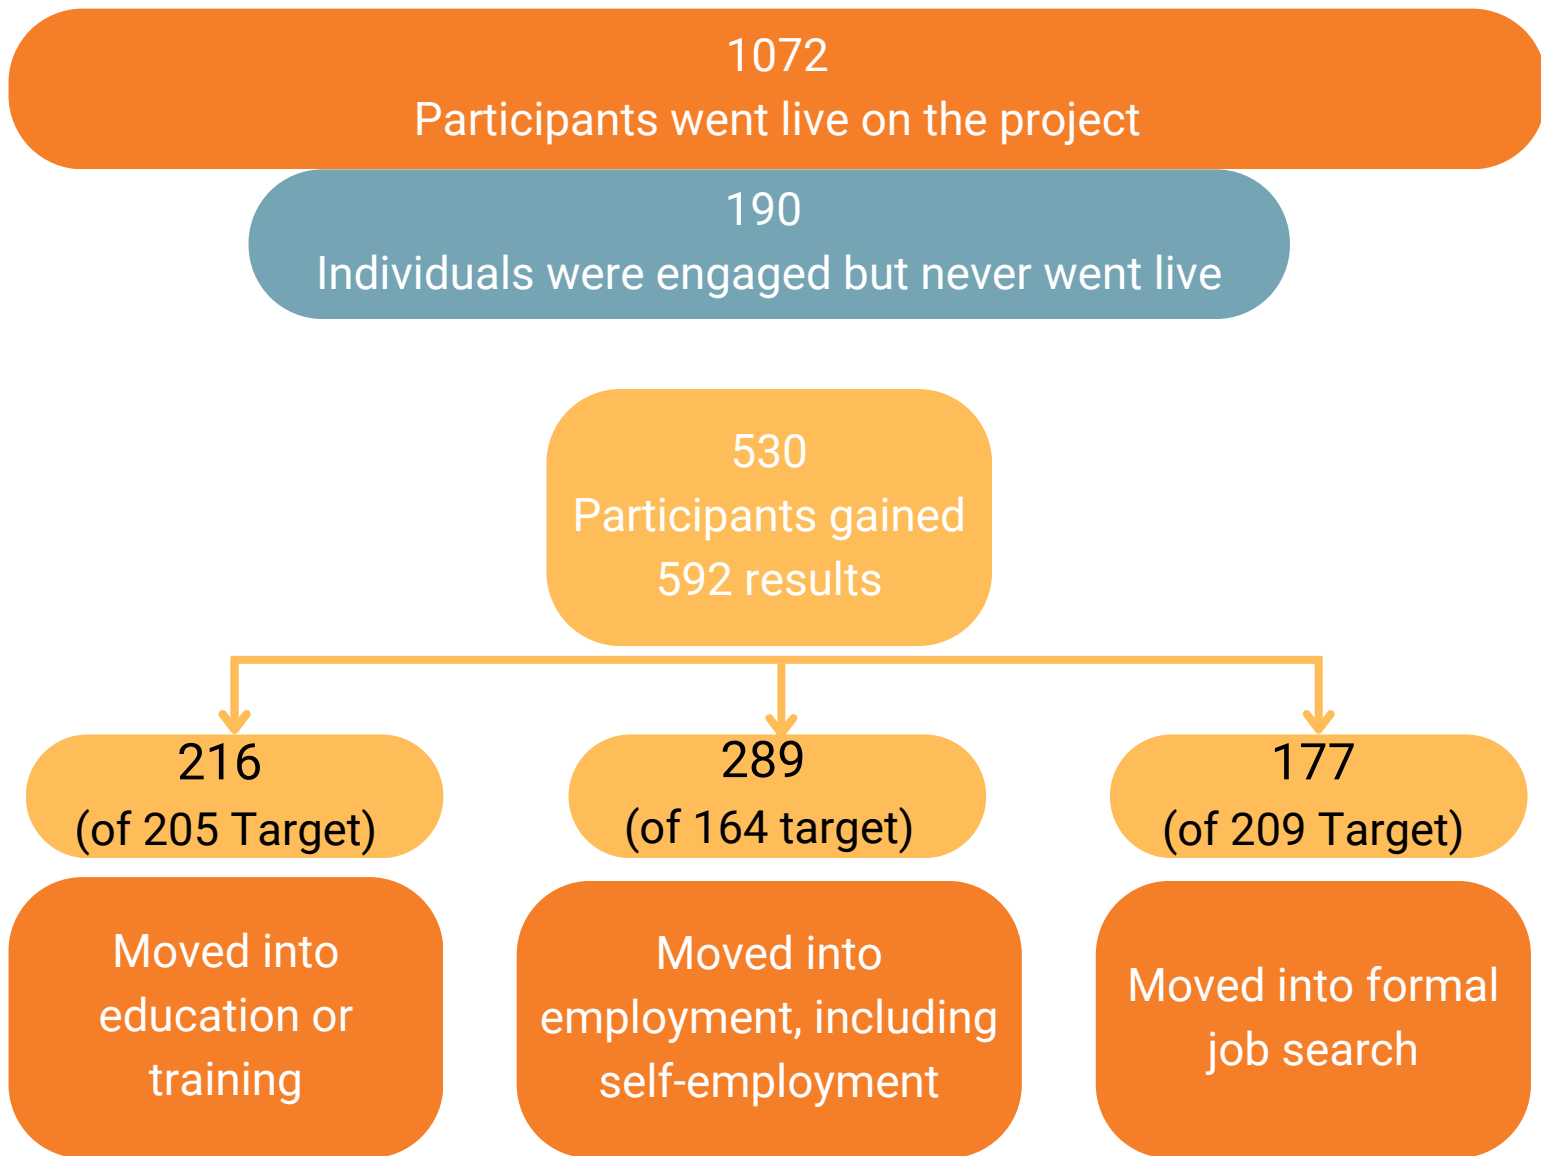 1072
Participants went live on the project
190
Individuals were engaged but never went live
530
Participants gained
592 results
216
(of 205 Target)
289
(of 164 target)
177
(of 209 Target)
Moved into
education or
training
Moved into
employment, including
self-employment
Moved into formal
job search